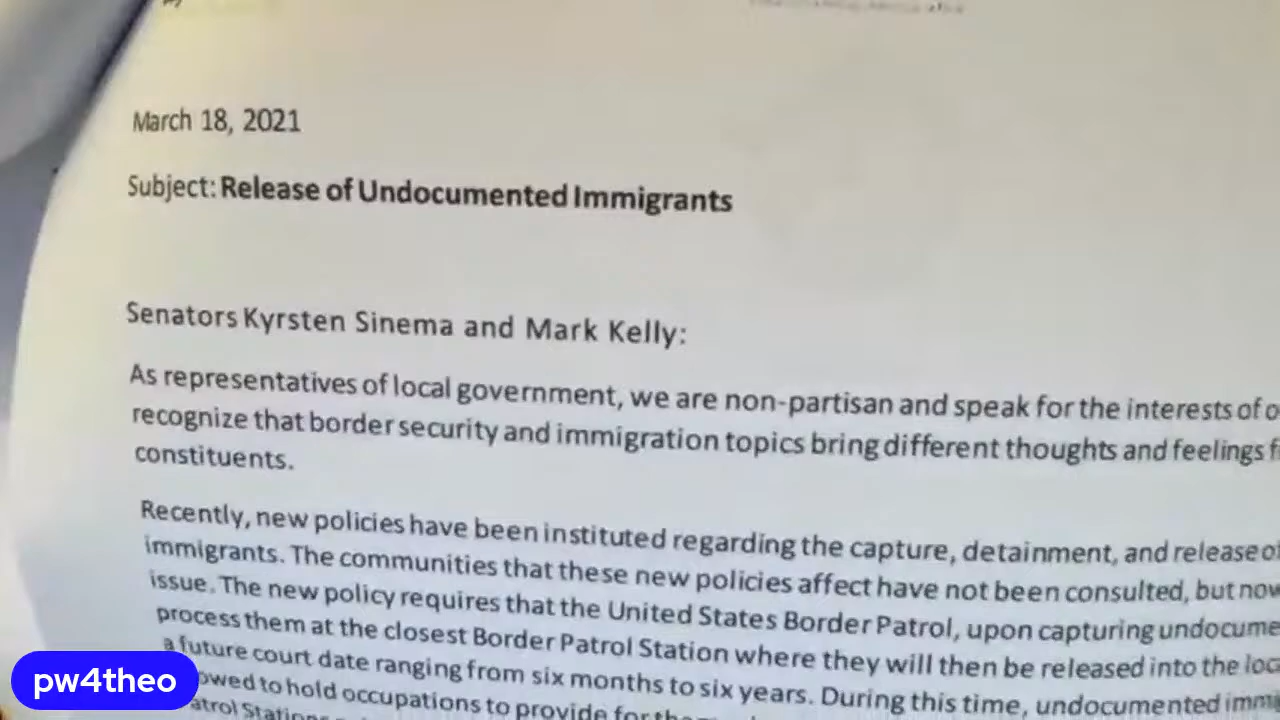 March 18, 2021
Subject: Release of Undocumented Immigrants
Senators Kyrsten Sinema and Mark Kelly:
As representatives of local government, we are non-partisan and speak for the interests of
recognize that border security and immigration topics bring different thoughts and feelings
constituents.
Recently, new policies have been instituted regarding the capture, detainment, and release
immigrants. The communities that these new policies affect have not been consulted, but now
issue. The new policy requires that the United States Border Patrol, upon capturing
process them at the closest Border Patrol Station where they will then be released into the
a future court date ranging from six months to six years. During this time, undocumented
to hold occupations to provide for
pw4theo